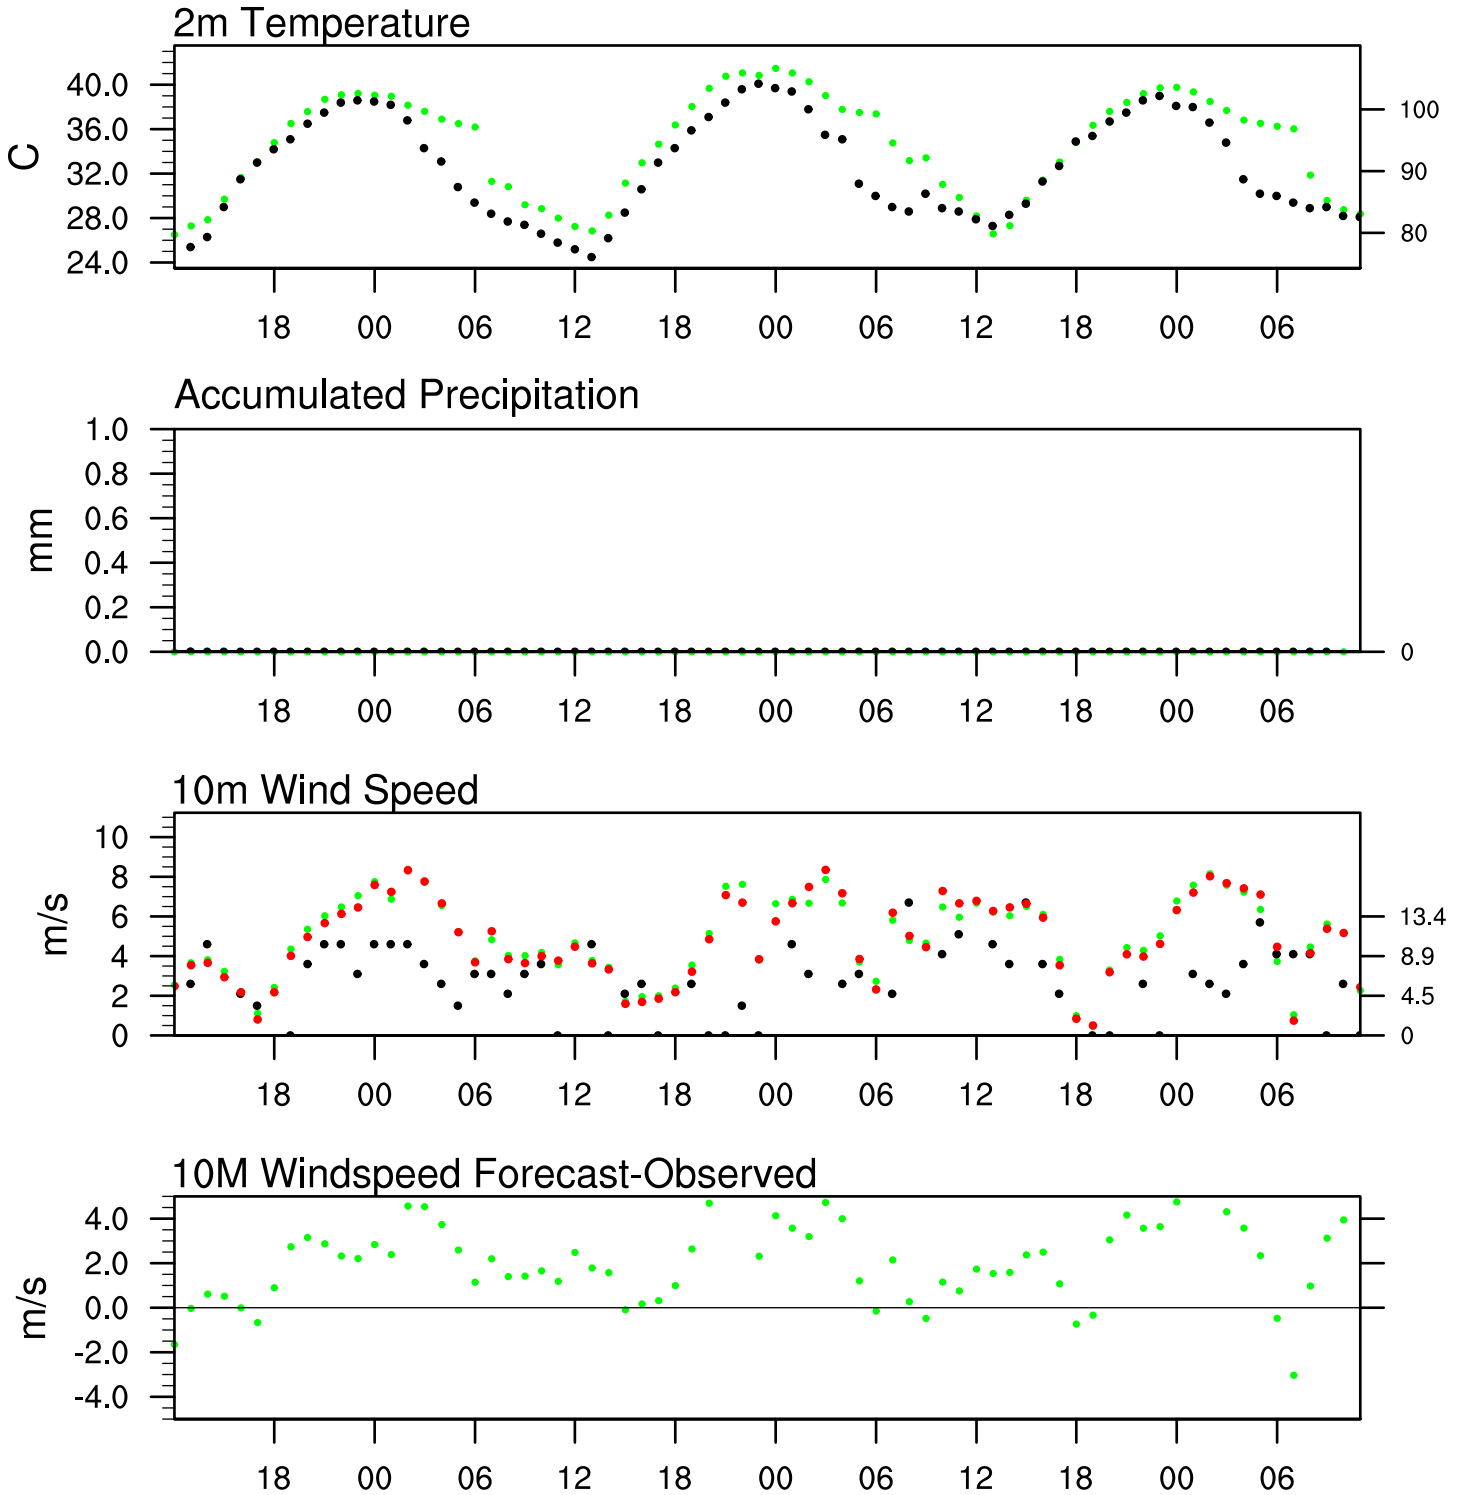 2m Temperature
40.0
36.0
32.0
28.0
24.0
C
100
90
80
18 00 06 12 18 00 06 12 18 00 06
Accumulated Precipitation
1.0
0.8
0.6
0.4
0.2
0.0
mm
0
18 00 06 12 18 00 06 12 18 00 06
10m Wind Speed
10
8
6
4
2
0
m/s
13.4
8.9
4.5
0
18 00 06 12 18 00 06 12 18 00 06
10M Windspeed Forecast-Observed
4.0
2.0
0.0
-2.0
-4.0
m/s
18 00 06 12 18 00 06 12 18 00 06